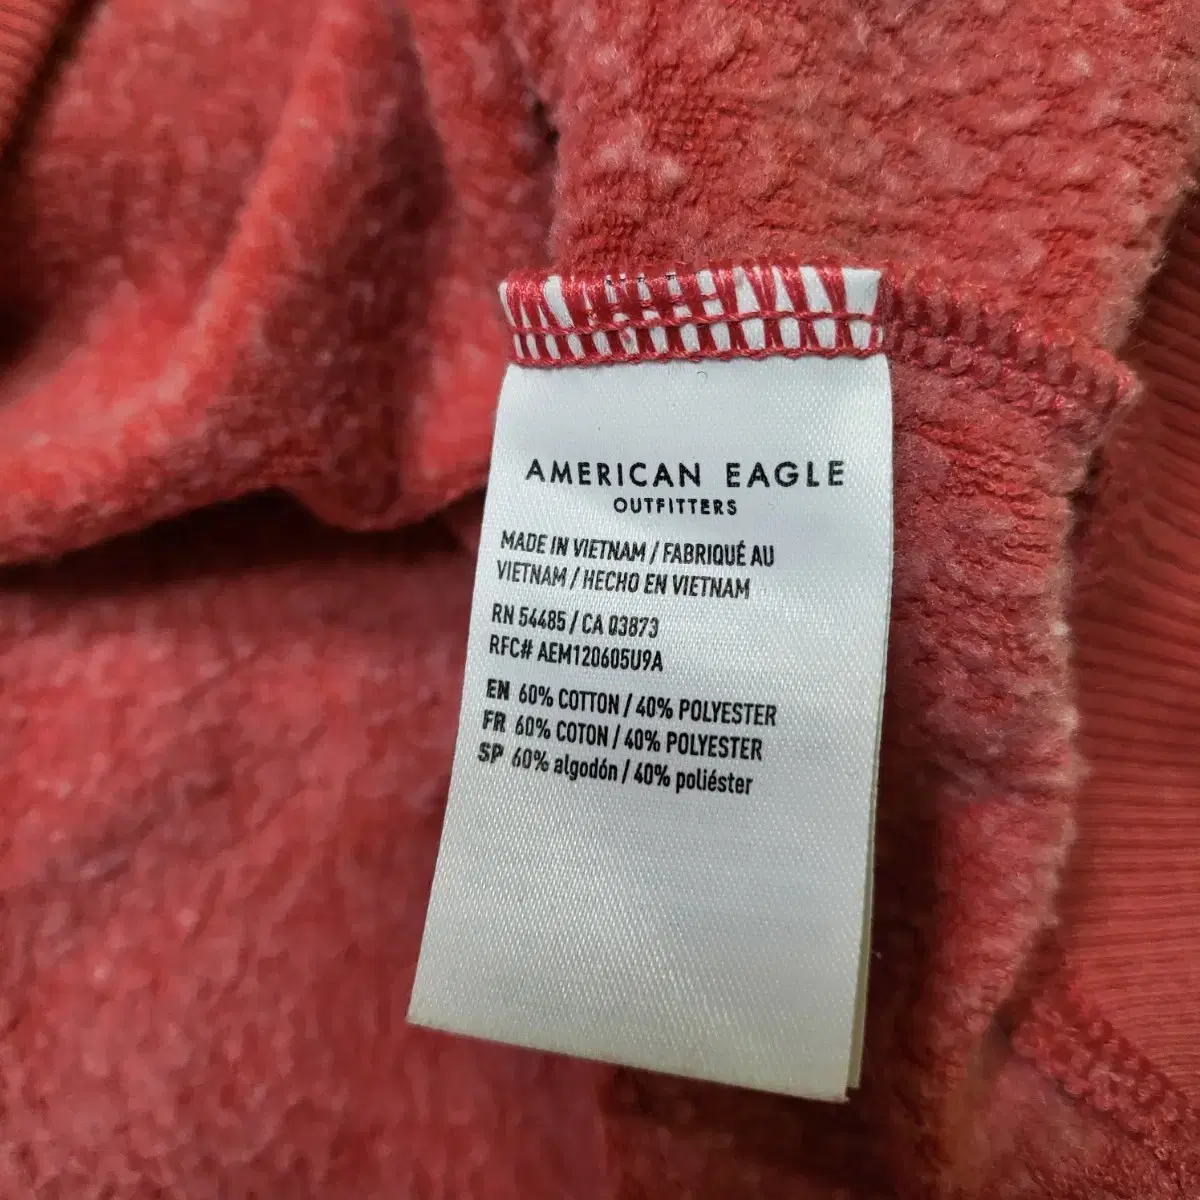 AMERICAN EAGLE
OUTFITTERS
MADE IN VIETNAM / FABRIQUÉ AU
VIETNAM / HECHO EN VIETNAM
RN 54485 / CA 03873
RFC# AEM120605U9A
EN 60% COTTON / 40% POLYESTER
FR 60% COTON / 40% POLYESTER
SP 60% algodón / 40% poliéster